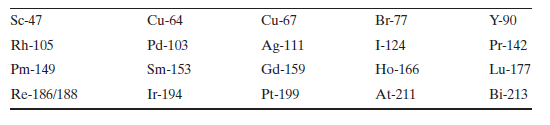 Sc-47 Cu-64 Cu-67 Br-77 Y-90
Rh-105 Pd-103 Ag-111 I-124 Pr-142
Pm-149 Sm-153 Gd-159 Ho-166 Lu-177
Re-186/188 Ir-194 Pt-199 At-211 Bi-213